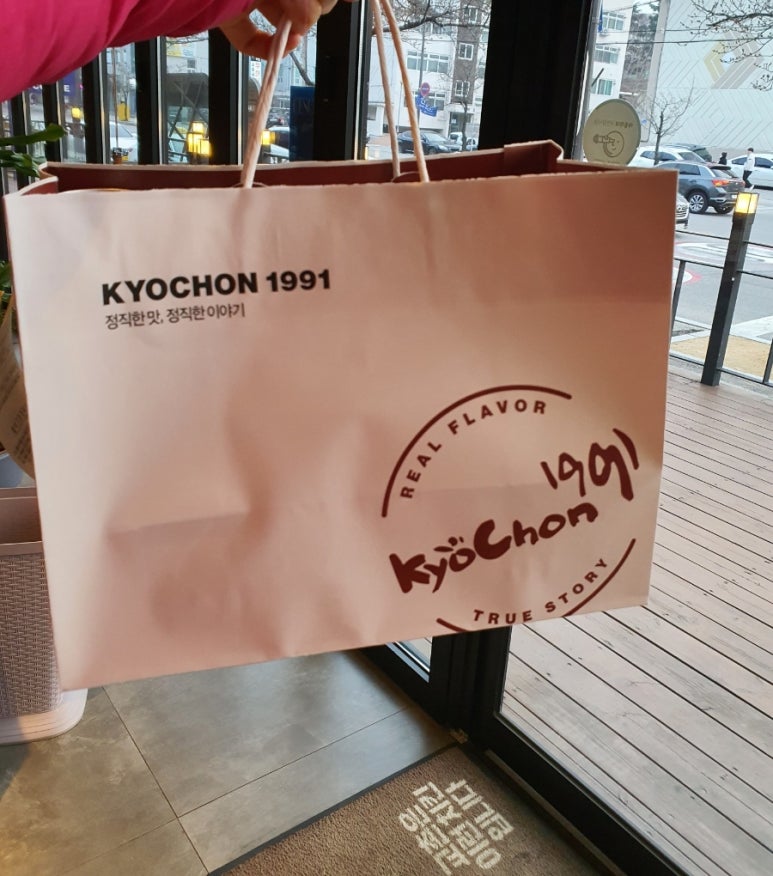 KYOCHON 1991
정직한 맛, 정직한 이야기
REAL FLAVOR
1991
kyochon
TRUE STORY